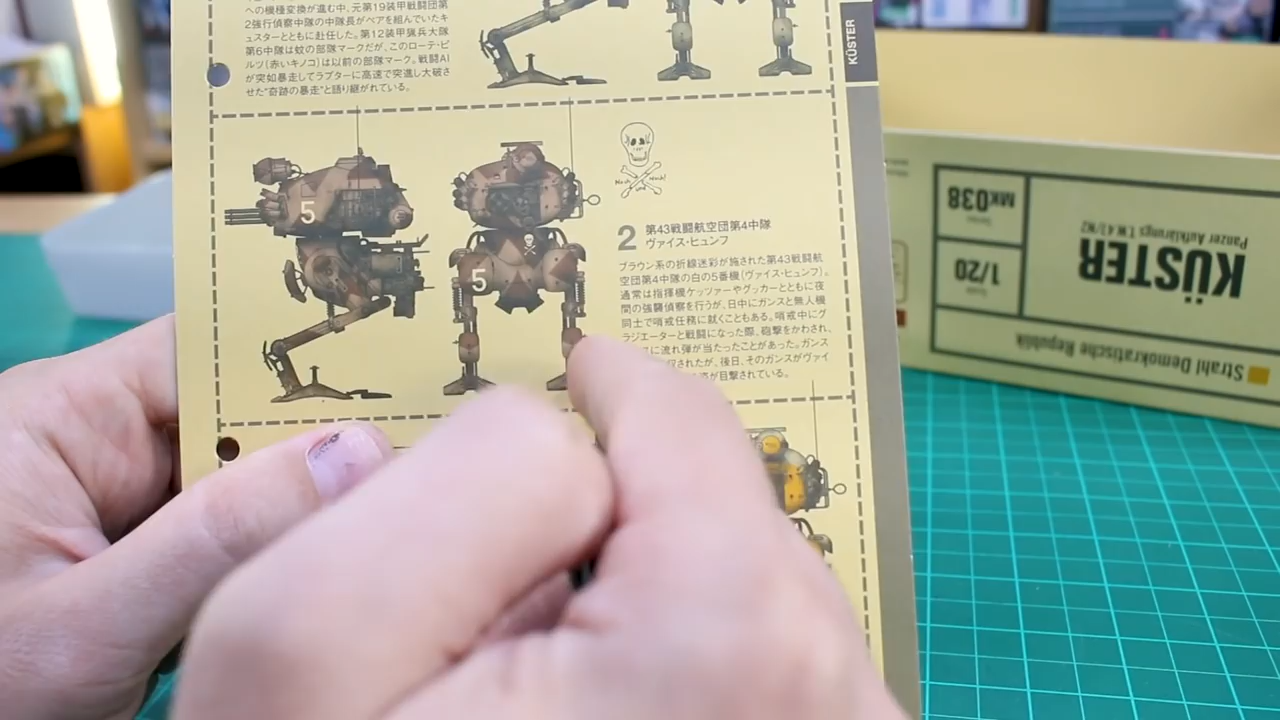 への機種変換が進む中、元第19装甲戦闘団第
2強行偵察中隊の中隊長がペアを組んでいたキ
ュスターとともに赴任した。第12装甲猟兵大隊
第6中隊は蚊の部隊マークだが、このローテ・ピ
ルツ(赤いキノコ)は以前の部隊マーク。戦闘AI
が突如暴走してラプターに高速で突進し大破さ
せた“奇跡の暴走”と語り継がれている。
KÜSTER
5
5
2 第43戦闘航空団第4中隊
ヴァイス・ヒュンフ
ブラウン系の折線迷彩が施された第43戦闘航
空団第4中隊の白の5番機(ヴァイス・ヒュンフ)。
通常は指揮機ケッツァーやグッカーとともに夜
間の強襲偵察を行うが、日中にガンスと無人機
同士で哨戒任務に就くこともある。哨戒中にグ
ラジエーターと戦闘になった際、砲撃をかわされ、
に流れ弾が当たったことがあった。ガンス
収されたが、後日、そのガンスがヴァイ
が目撃されている。
Strahl Demokratische Republik
Scale
1/20
Series
MK038
KÜSTER
Panzer Aufklärungs T.W.43/N2